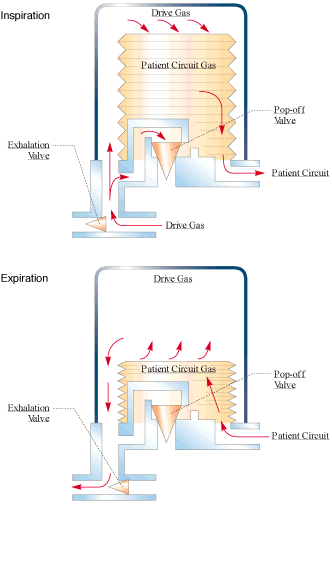 Inspiration
Drive Gas
Patient Circuit Gas
Pop-off
Valve
Exhalation
Valve
Patient Circuit
Drive Gas
Expiration
Drive Gas
Patient Circuit Gas
Pop-off
Valve
Exhalation
Valve
Patient Circuit